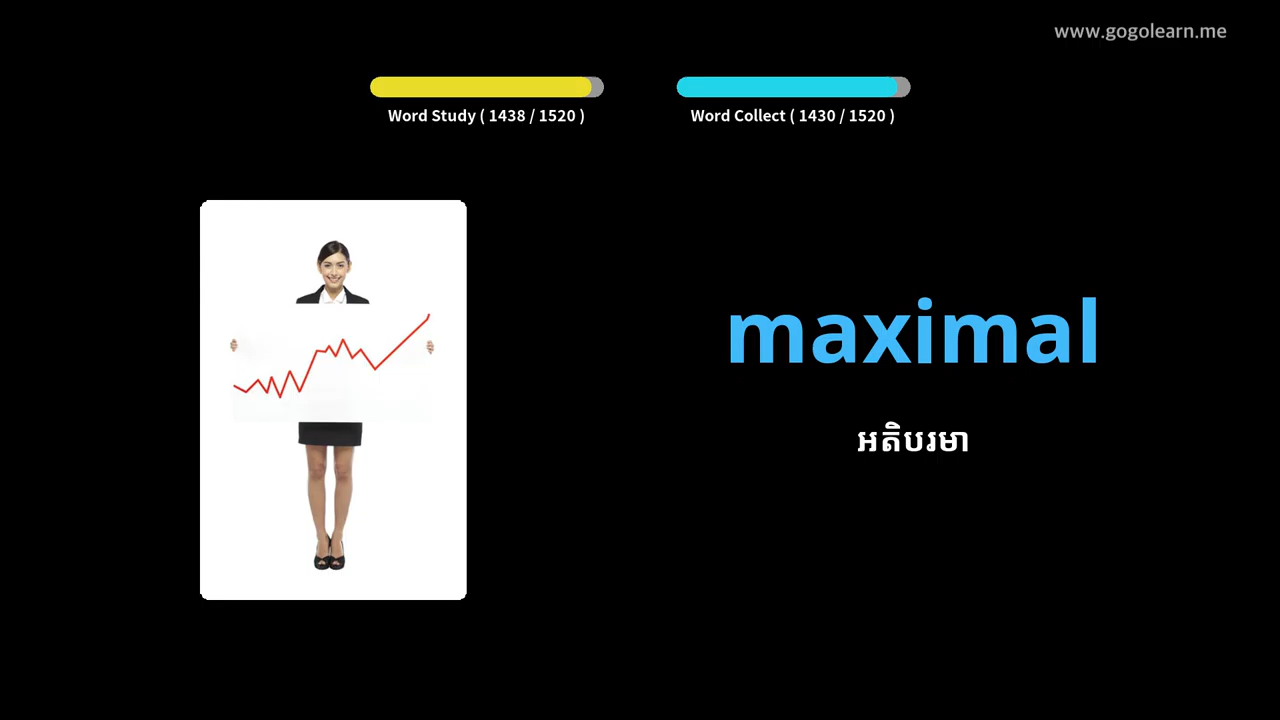 www.gogolearn.me
Word Study ( 1438 / 1520 )
Word Collect ( 1430 / 1520 )
maximal
អតិបរមា